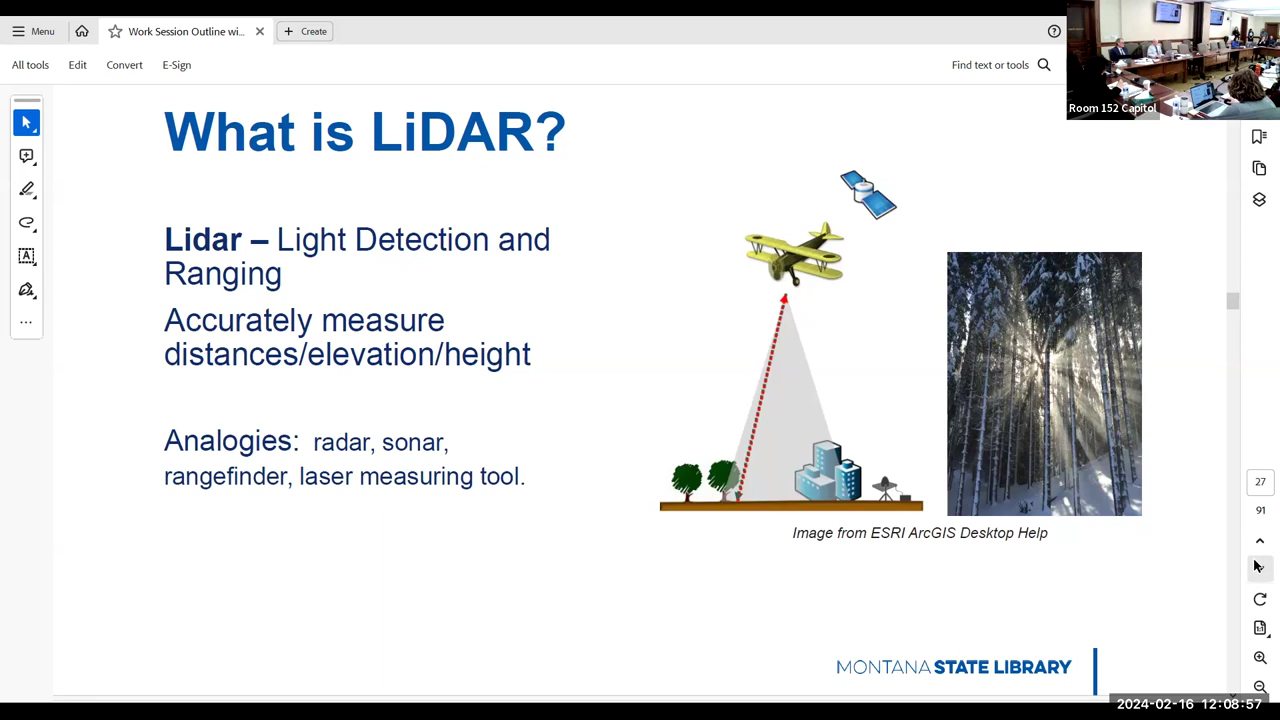 Menu
Work Session Outline wi...
Create
All tools
Edit
Convert
E-Sign
Find text or tools
Room 152 Capitol
What is LiDAR?
Lidar – Light Detection and
Ranging
Accurately measure
distances/elevation/height
Analogies: radar, sonar,
rangefinder, laser measuring tool.
Image from ESRI ArcGIS Desktop Help
27
91
MONTANA STATE LIBRARY
2024-02-16 12:08:57